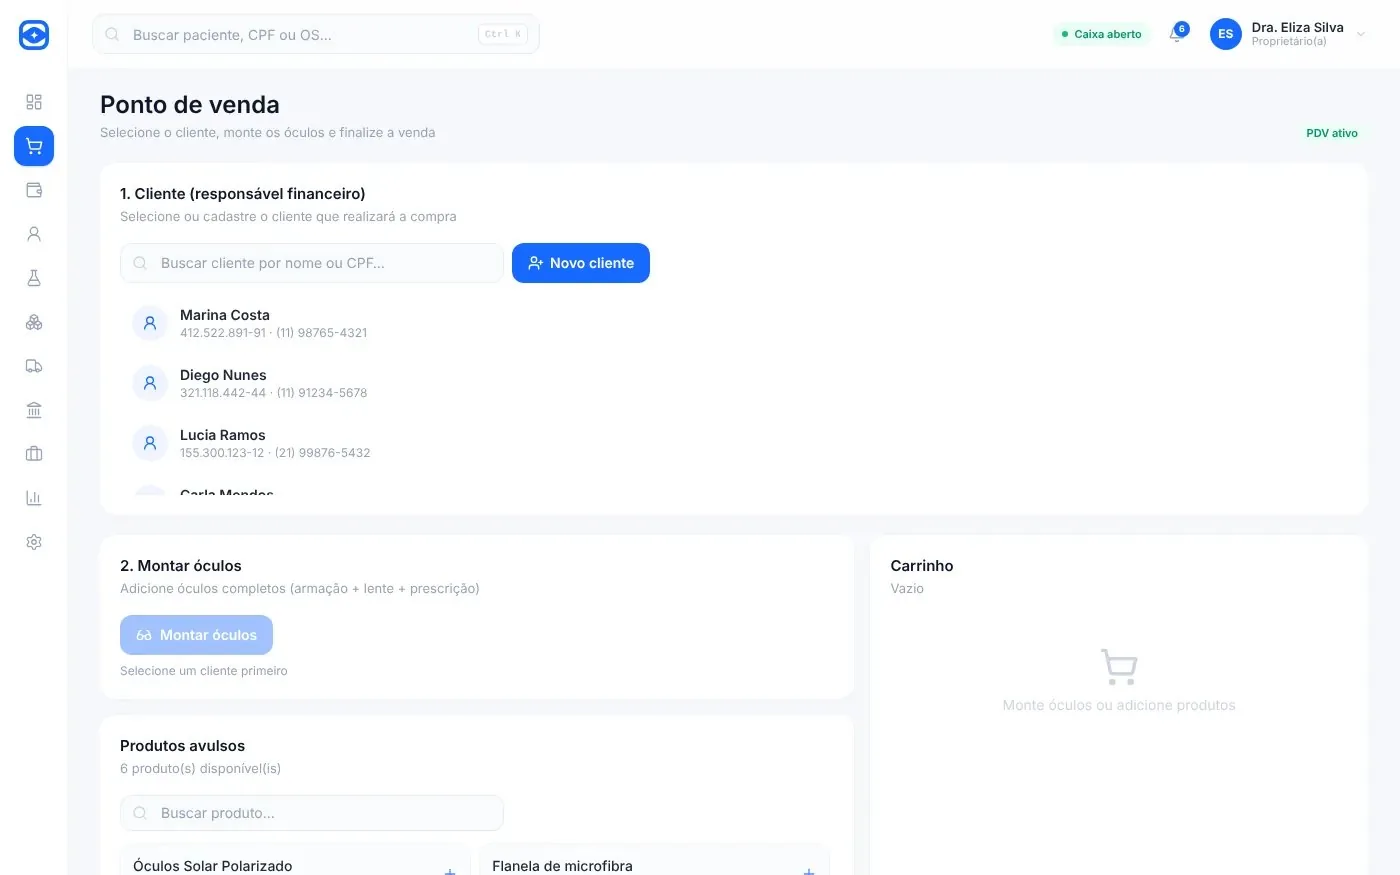 Buscar paciente, CPF ou OS...
Ctrl K
Caixa aberto
6
ES
Dra. Eliza Silva
Proprietário(a)
Ponto de venda
Selecione o cliente, monte os óculos e finalize a venda
PDV ativo
1. Cliente (responsável financeiro)
Selecione ou cadastre o cliente que realizará a compra
Buscar cliente por nome ou CPF...
Novo cliente
Marina Costa
412.522.891-91 · (11) 98765-4321
Diego Nunes
321.118.442-44 · (11) 91234-5678
Lucia Ramos
155.300.123-12 · (21) 99876-5432
Carla Mendes
2. Montar óculos
Adicione óculos completos (armação + lente + prescrição)
Montar óculos
Selecione um cliente primeiro
Carrinho
Vazio
Monte óculos ou adicione produtos
Produtos avulsos
6 produto(s) disponível(is)
Buscar produto...
Óculos Solar Polarizado
Flanela de microfibra